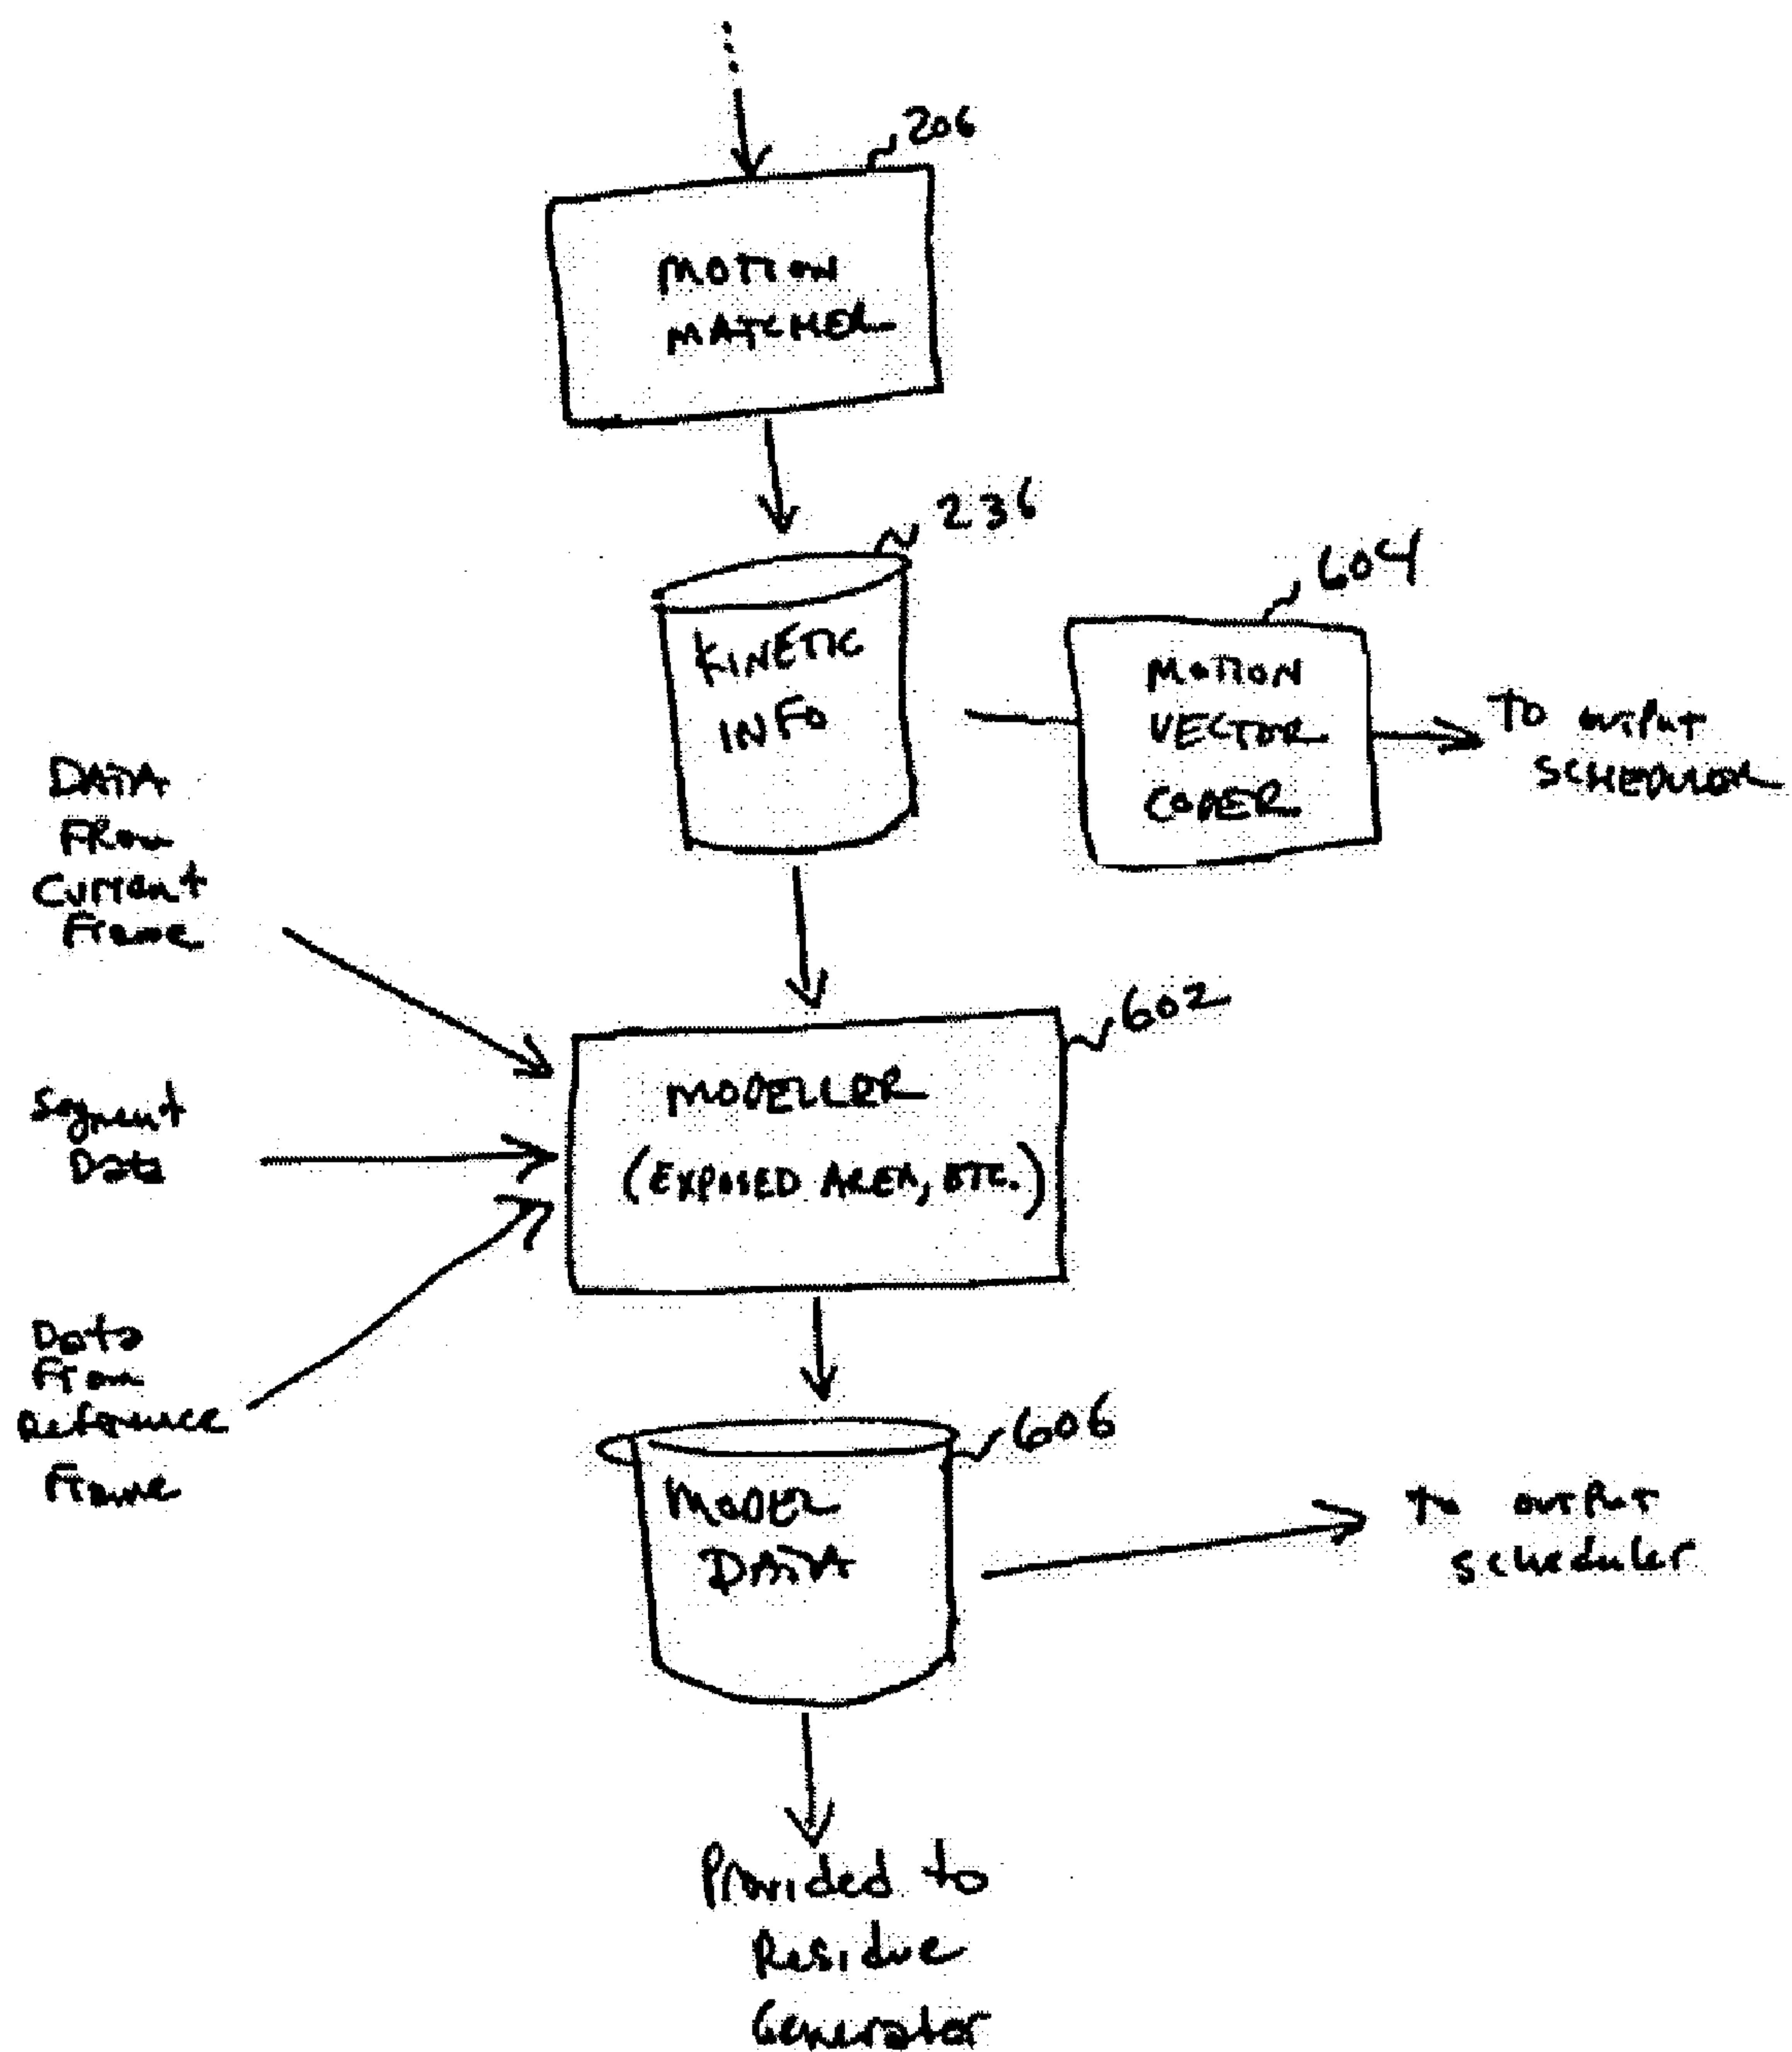 206
MOTION
MATCHER
236
KINETIC
INFO
604
MOTION
VECTOR
CODER
TO output
SCHEDULER
DATA
FROM
Current
Frame
602
MODELLER
(EXPOSED AREA, ETC.)
Segment
Data
Data
From
Reference
Frame
606
MODEL
DATA
to output
scheduler
Provided to
Residue
Generator